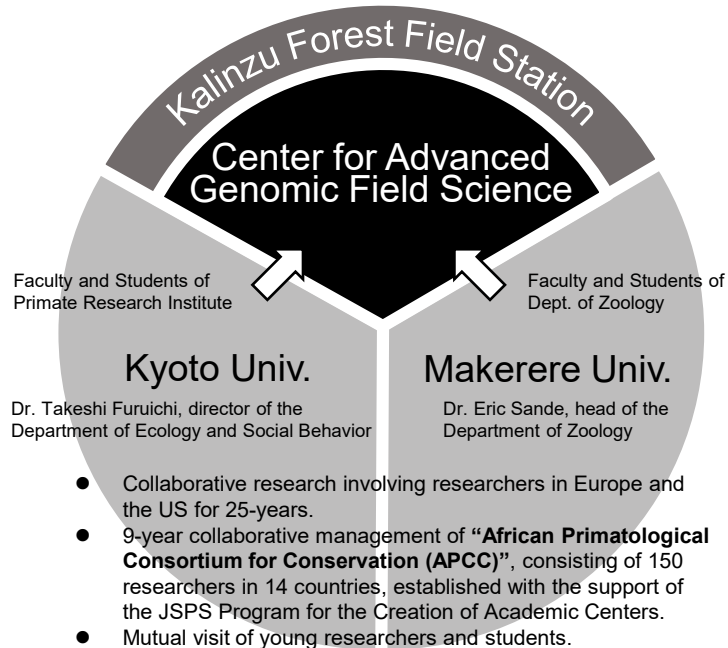 Kalinzu Forest Field Station
Center for Advanced
Genomic Field Science
Faculty and Students of
Primate Research Institute
Faculty and Students of
Dept. of Zoology
Kyoto Univ.
Makerere Univ.
Dr. Takeshi Furuichi, director of the
Department of Ecology and Social Behavior
Dr. Eric Sande, head of the
Department of Zoology
● Collaborative research involving researchers in Europe and
the US for 25-years.
● 9-year collaborative management of “African Primatological
Consortium for Conservation (APCC)”, consisting of 150
researchers in 14 countries, established with the support of
the JSPS Program for the Creation of Academic Centers.
● Mutual visit of young researchers and students.